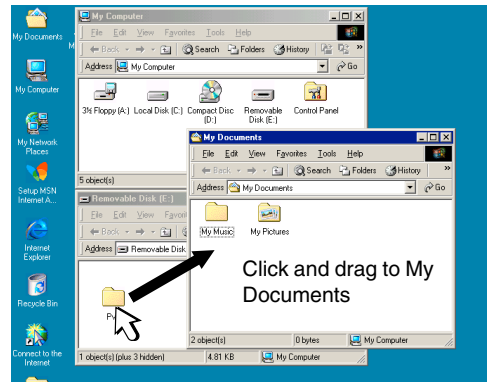 My Documents
My Computer
My Network
Places
Setup MSN
Internet A...
Internet
Explorer
Recycle Bin
Connect to the
Internet
My Computer
File Edit View Favorites Tools Help
Back Search Folders History »
Address My Computer Go
3½ Floppy (A:) Local Disk (C:) Compact Disc (D:) Removable Disk (E:) Control Panel
5 object(s)
Removable Disk (E:)
File Edit View
Back
Address Removable Disk
1 object(s) (plus 3 hidden) 4.81 KB My Computer
My Documents
File Edit View Favorites Tools Help
Back Search Folders History »
Address My Documents Go
My Music My Pictures
Click and drag to My
Documents
2 object(s) 0 bytes My Computer